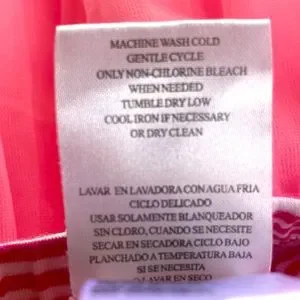 MACHINE WASH COLD
GENTLE CYCLE
ONLY NON-CHLORINE BLEACH
WHEN NEEDED
TUMBLE DRY LOW
COOL IRON IF NECESSARY
OR DRY CLEAN
LAVAR EN LAVADORA CON AGUA FRIA
CICLO DELICADO
USAR SOLAMENTE BLANQUEADOR
SIN CLORO, CUANDO SE NECESITE
SECAR EN SECADORA CICLO BAJO
PLANCHADO A TEMPERATURA BAJA
SI SE NECESITA
LAVADO EN SECO